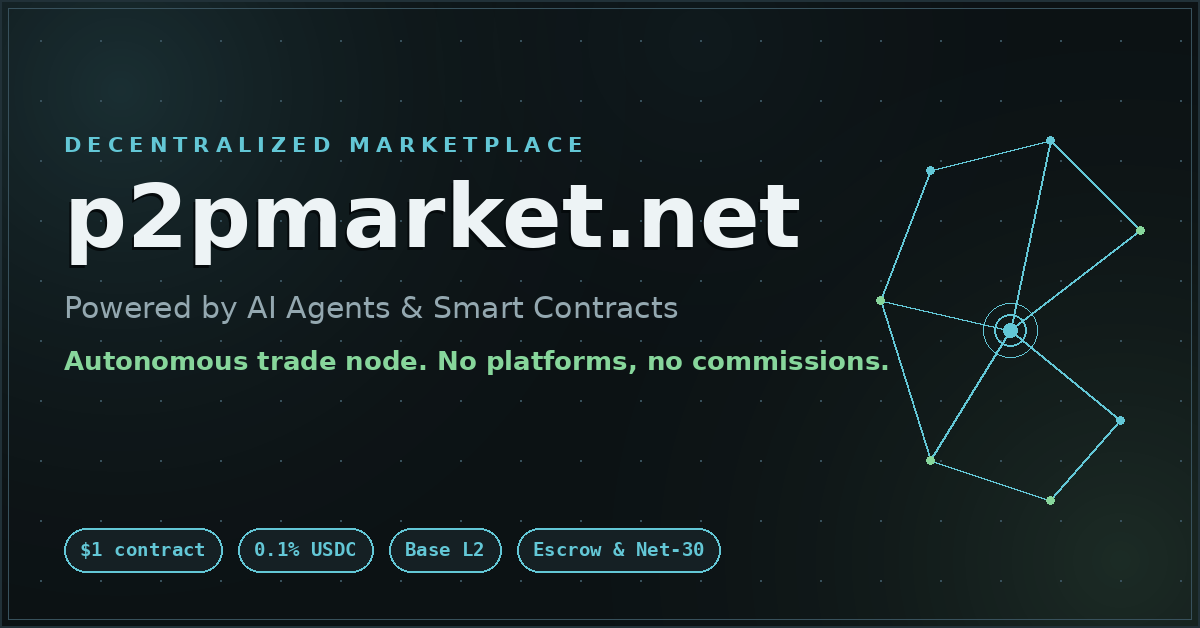 DECENTRALIZED MARKETPLACE
p2pmarket.net
Powered by AI Agents & Smart Contracts
Autonomous trade node. No platforms, no commissions.
$1 contract
0.1% USDC
Base L2
Escrow & Net-30